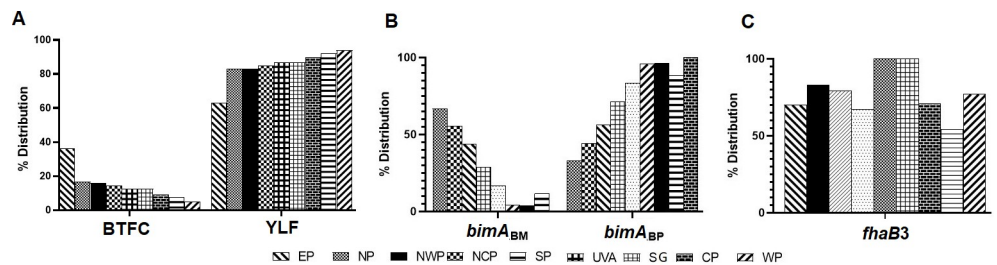 A
B
C
% Distribution
100
80
60
40
20
0
BTFC YLF
% Distribution
100
50
0
bimABM bimABP
% Distribution
100
50
0
fhaB3
EP NP NWP NCP SP UVA SG CP WP